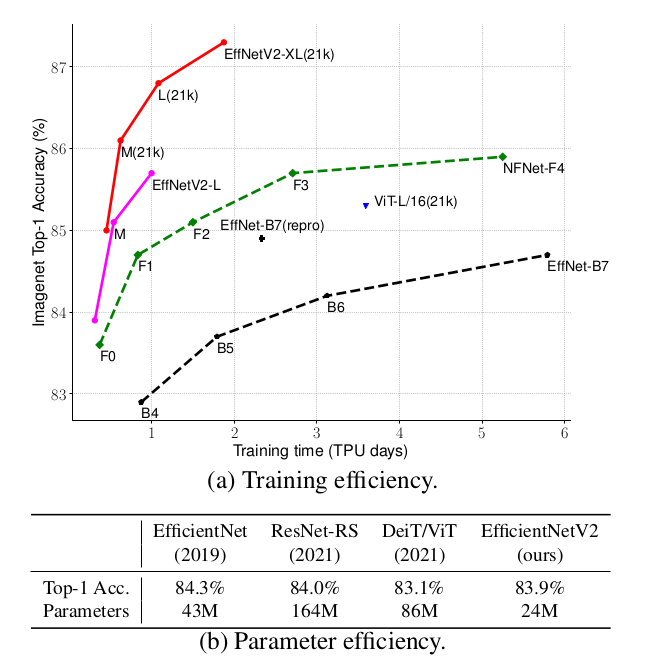 EffNetV2-XL(21k)
87
L(21k)
M(21k)
86
EffNetV2-L
F3
NFNet-F4
ViT-L/16(21k)
EffNet-B7(repro)
85
M
F2
F1
EffNet-B7
84
B6
F0
B5
83
B4
Imagenet Top-1 Accuracy (%)
1 2 3 4 5 6
Training time (TPU days)
(a) Training efficiency.
EfficientNet ResNet-RS DeiT/ViT EfficientNetV2
(2019) (2021) (2021) (ours)
Top-1 Acc. 84.3% 84.0% 83.1% 83.9%
Parameters 43M 164M 86M 24M
(b) Parameter efficiency.